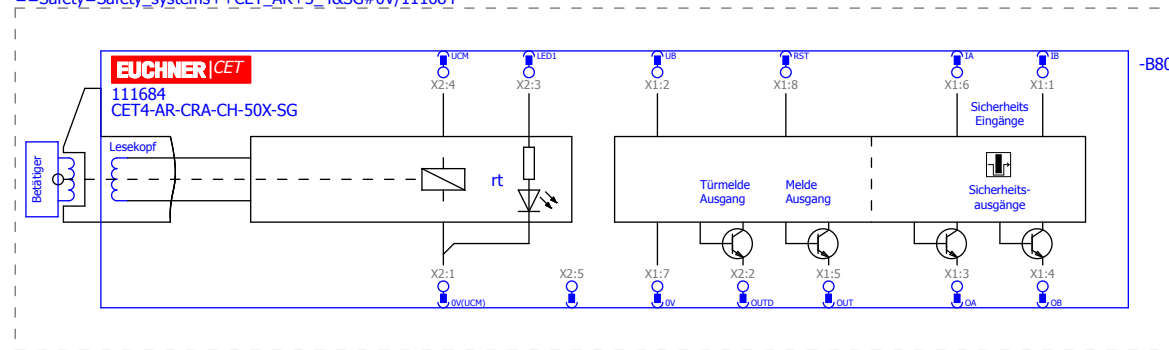 UCM LED1 UB RST IA IB
-B80
EUCHNER CET
X2:4 X2:3 X1:2 X1:8 X1:6 X1:1
111684
CET4-AR-CRA-CH-50X-SG
Sicherheits
Eingänge
Lesekopf
Betätiger
rt
Türmelde
Ausgang
Melde
Ausgang
Sicherheits-
ausgänge
X2:1 X2:5 X1:7 X2:2 X1:5 X1:3 X1:4
0V(UCM) 0V OUTD OUT OA OB